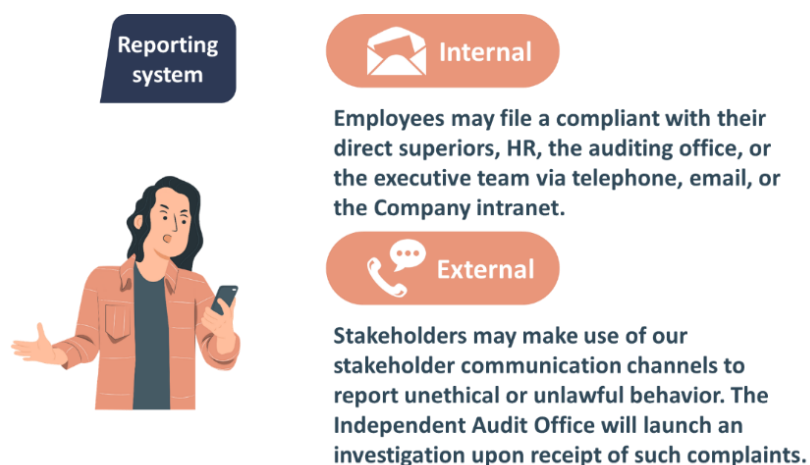 Reporting
system
Internal
Employees may file a compliant with their
direct superiors, HR, the auditing office, or
the executive team via telephone, email, or
the Company intranet.
External
Stakeholders may make use of our
stakeholder communication channels to
report unethical or unlawful behavior. The
Independent Audit Office will launch an
investigation upon receipt of such complaints.